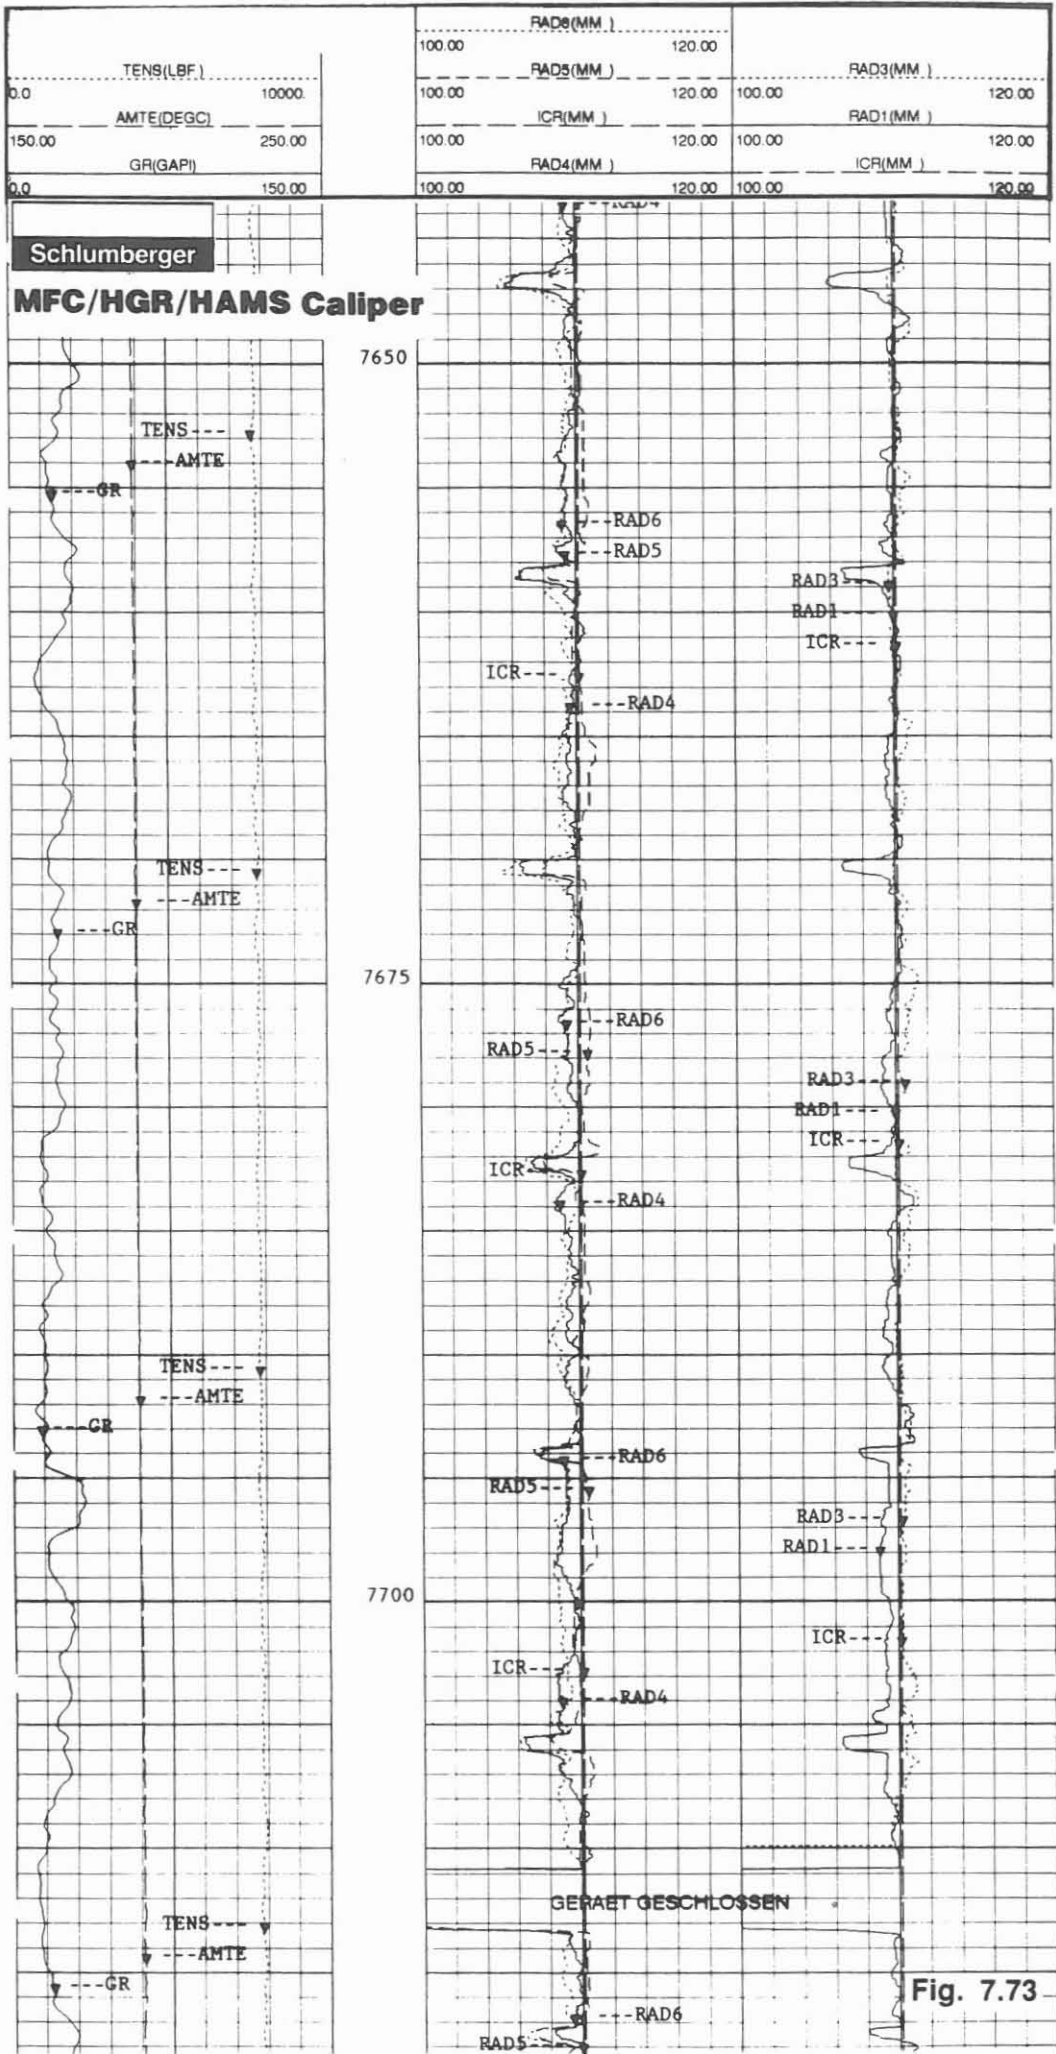 RAD6(MM )
100.00 120.00
TENS(LBF ) RAD5(MM ) RAD3(MM )
0.0 10000. 100.00 120.00 100.00 120.00
AMTE(DEGC) ICR(MM ) RAD1(MM )
150.00 250.00 100.00 120.00 100.00 120.00
GR(GAPI) RAD4(MM ) ICR(MM )
0.0 150.00 100.00 120.00 100.00 120.00
---RAD4
Schlumberger
MFC/HGR/HAMS Caliper
7650
TENS---
---AMTE
---GR
---RAD6
---RAD5
RAD3---
RAD1---
ICR---
ICR---
---RAD4
TENS---
---AMTE
---GR
7675
---RAD6
RAD5---
RAD3---
RAD1---
ICR---
ICR---
---RAD4
TENS---
---AMTE
---GR
---RAD6
RAD5---
RAD3---
RAD1---
7700
ICR---
ICR---
---RAD4
GERAET GESCHLOSSEN
TENS---
---AMTE
---GR
Fig. 7.73
---RAD6
RAD5---